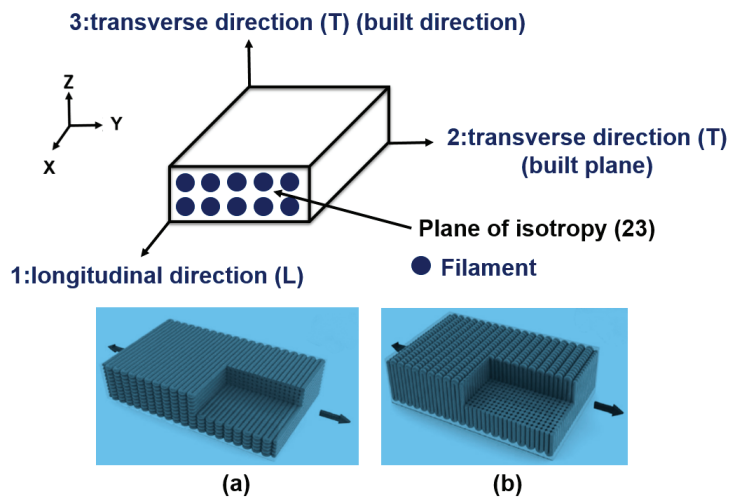 3:transverse direction (T) (built direction)
Z
Y
X
2:transverse direction (T)
(built plane)
Plane of isotropy (23)
Filament
1:longitudinal direction (L)
(a)
(b)